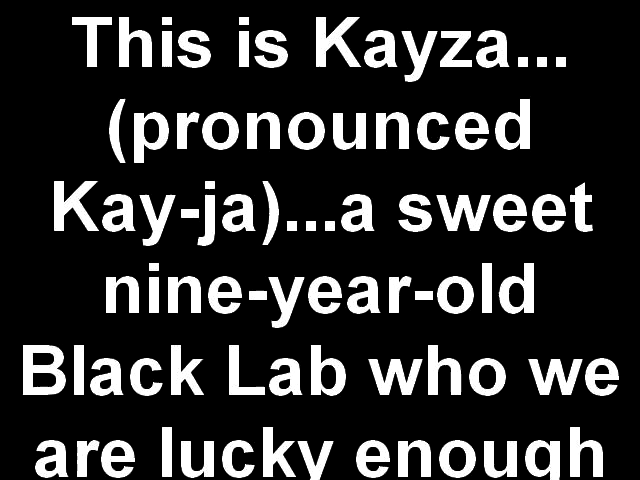 This is Kayza...
(pronounced
Kay-ja)...a sweet
nine-year-old
Black Lab who we
are lucky enough